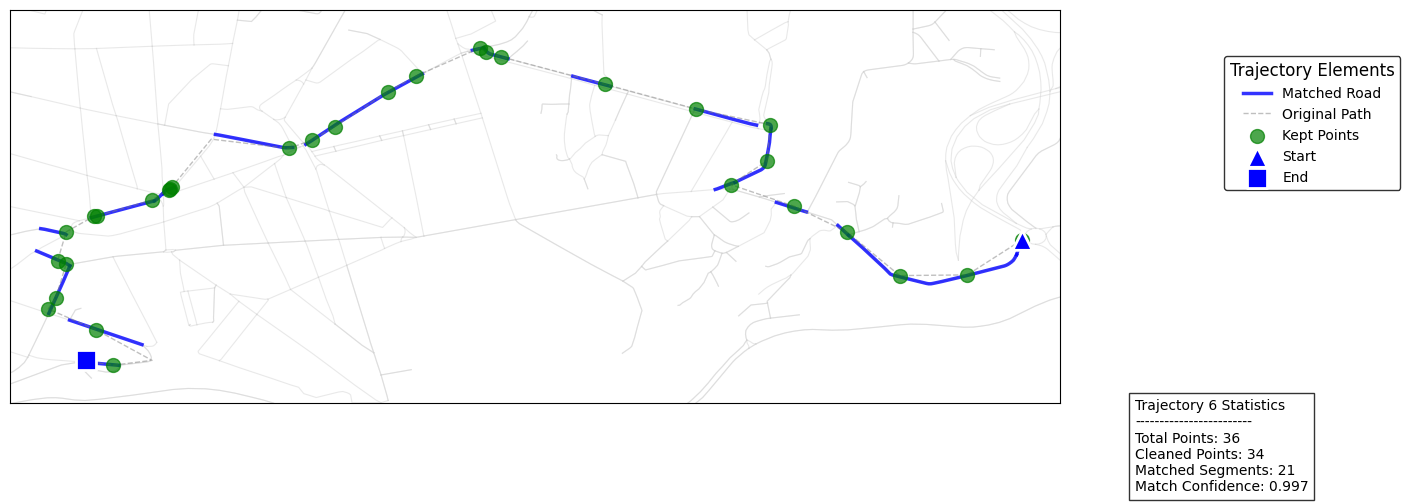 Trajectory Elements
Matched Road
Original Path
Kept Points
Start
End
Trajectory 6 Statistics
------------------------
Total Points: 36
Cleaned Points: 34
Matched Segments: 21
Match Confidence: 0.997